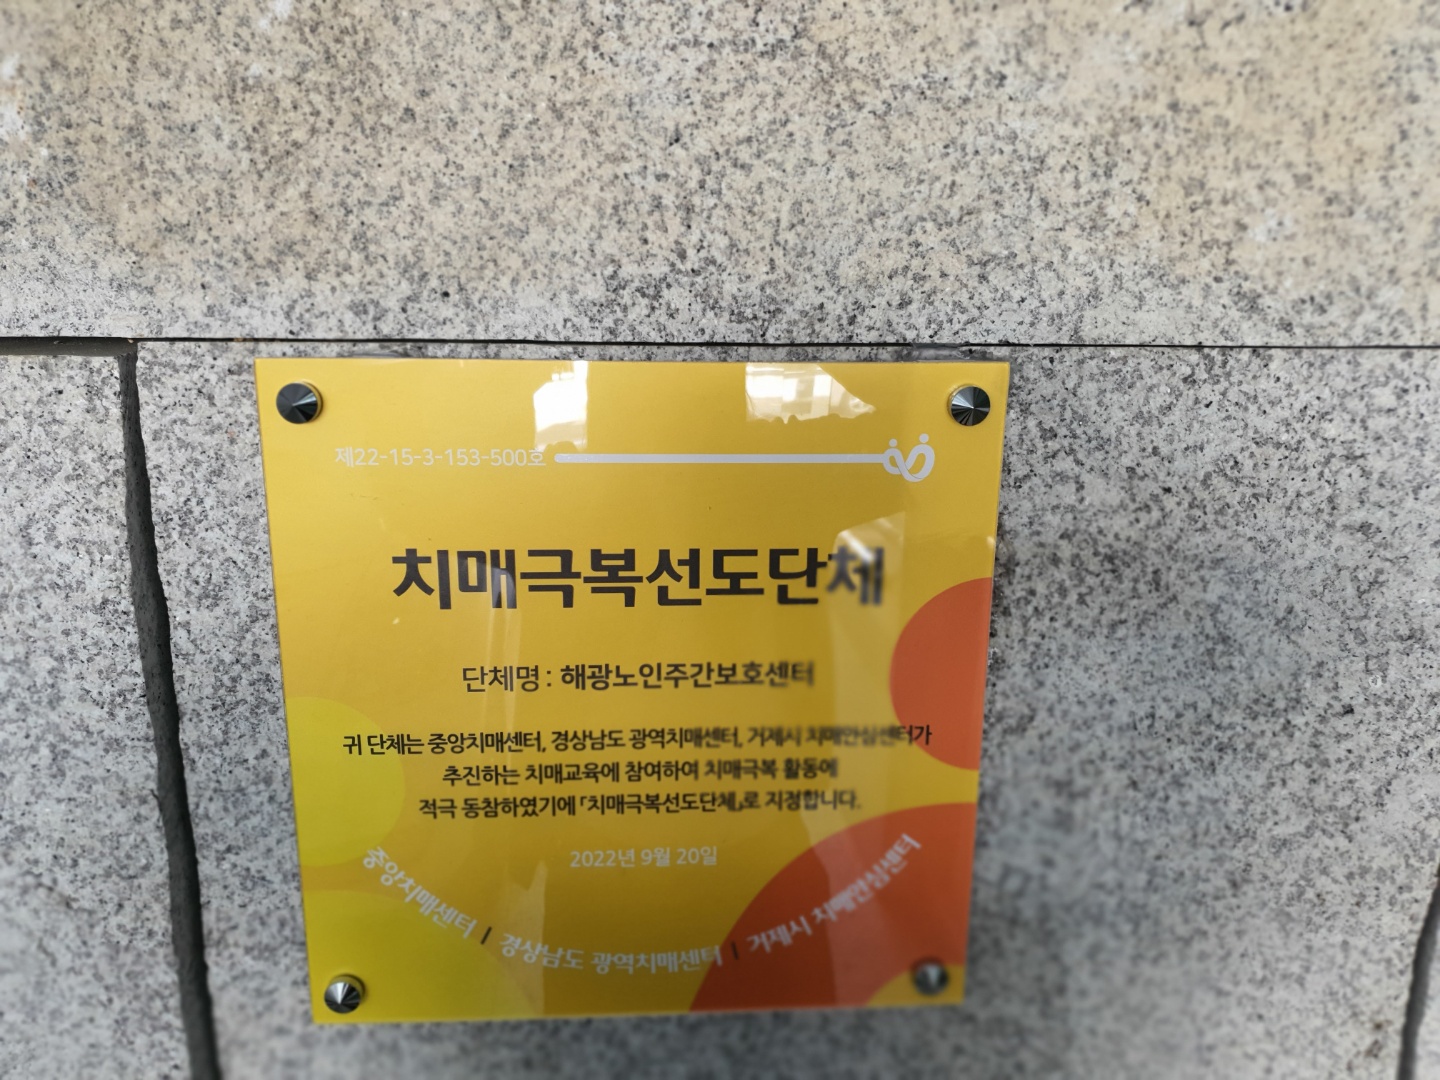 제22-15-3-153-500호
치매극복선도단체
단체명 : 해광노인주간보호센터
귀 단체는 중앙치매센터, 경상남도 광역치매센터, 거제시 치매안심센터가
추진하는 치매교육에 참여하여 치매극복 활동에
적극 동참하였기에 「치매극복선도단체」로 지정합니다.
2022년 9월 20일
중앙치매센터 | 경상남도 광역치매센터 | 거제시 치매안심센터